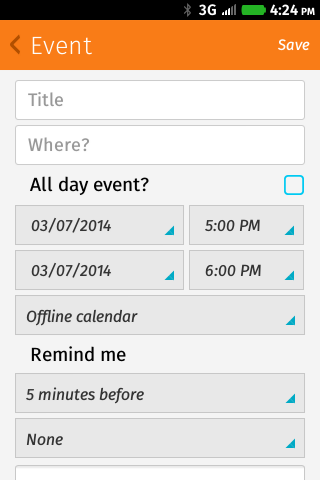 3G 4:24 PM
Event Save
Title
Where?
All day event?
03/07/2014 5:00 PM
03/07/2014 6:00 PM
Offline calendar
Remind me
5 minutes before
None